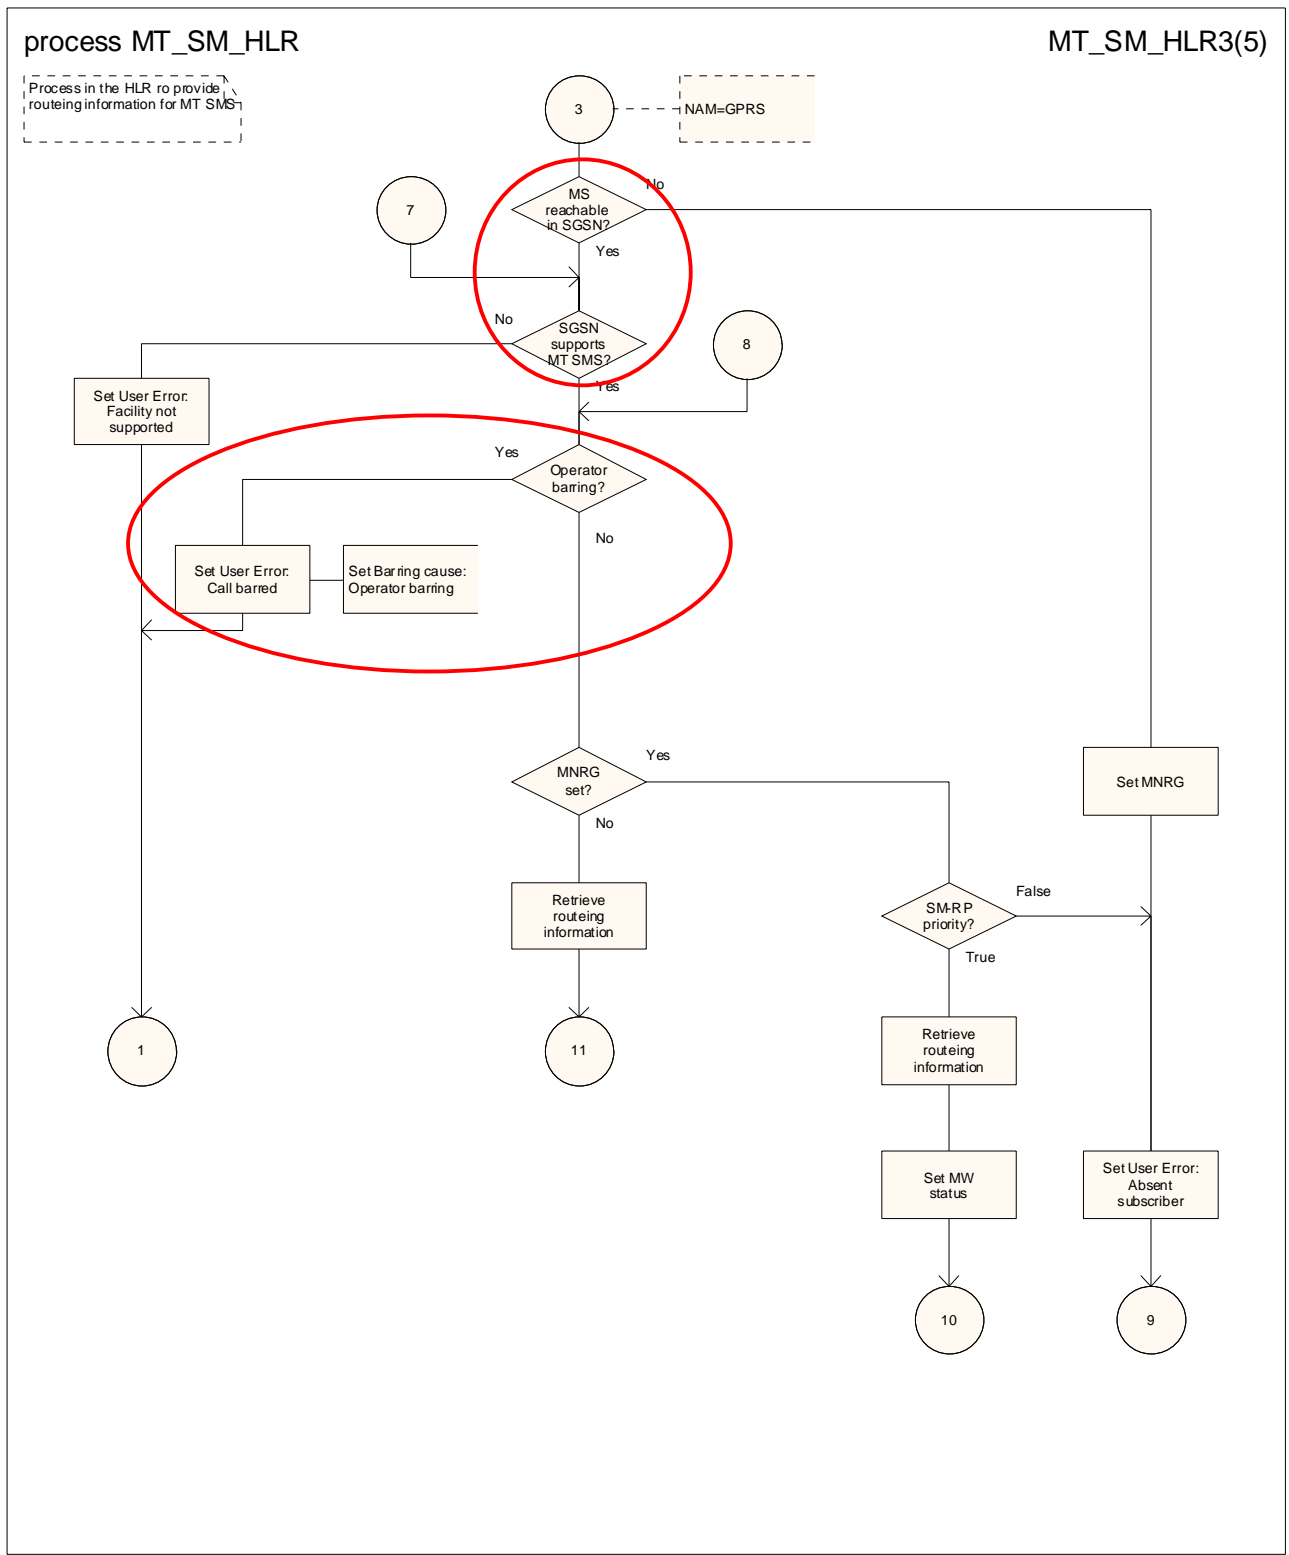 process MT_SM_HLR
MT_SM_HLR3(5)
Process in the HLR ro provide
routeing information for MT SMS
3
NAM=GPRS
No
MS
reachable
in SGSN?
7
Yes
No
SGSN
supports
MT SMS?
8
Yes
Set User Error:
Facility not
supported
Yes
Operator
barring?
No
Set User Error:
Call barred
Set Barring cause:
Operator barring
Yes
MNRG
set?
Set MNRG
No
False
Retrieve
routeing
information
SM-RP
priority?
True
1
11
Retrieve
routeing
information
Set MW
status
Set User Error:
Absent
subscriber
10
9